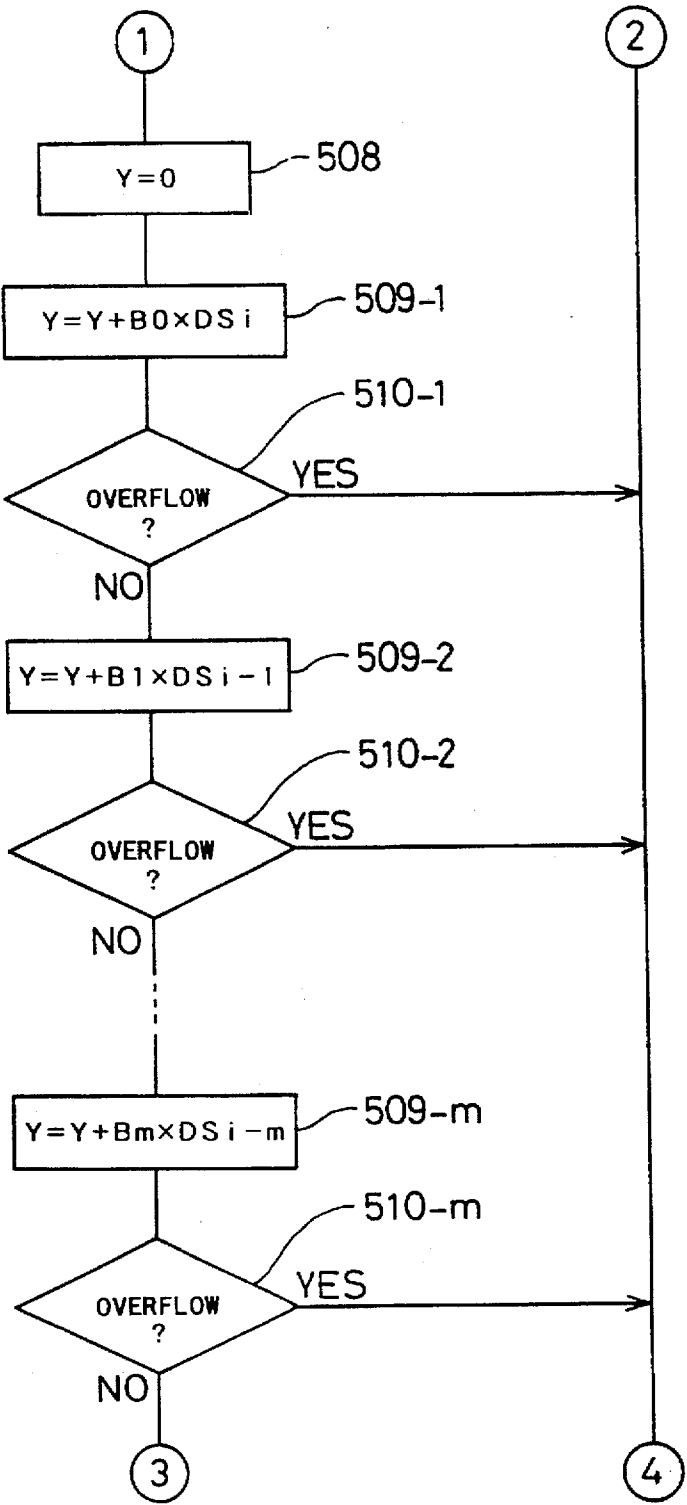 1
2
Y=0
508
Y=Y+B0×DSi
509-1
510-1
OVERFLOW
?
YES
NO
Y=Y+B1×DSi-1
509-2
510-2
OVERFLOW
?
YES
NO
Y=Y+Bm×DSi-m
509-m
510-m
OVERFLOW
?
YES
NO
3
4